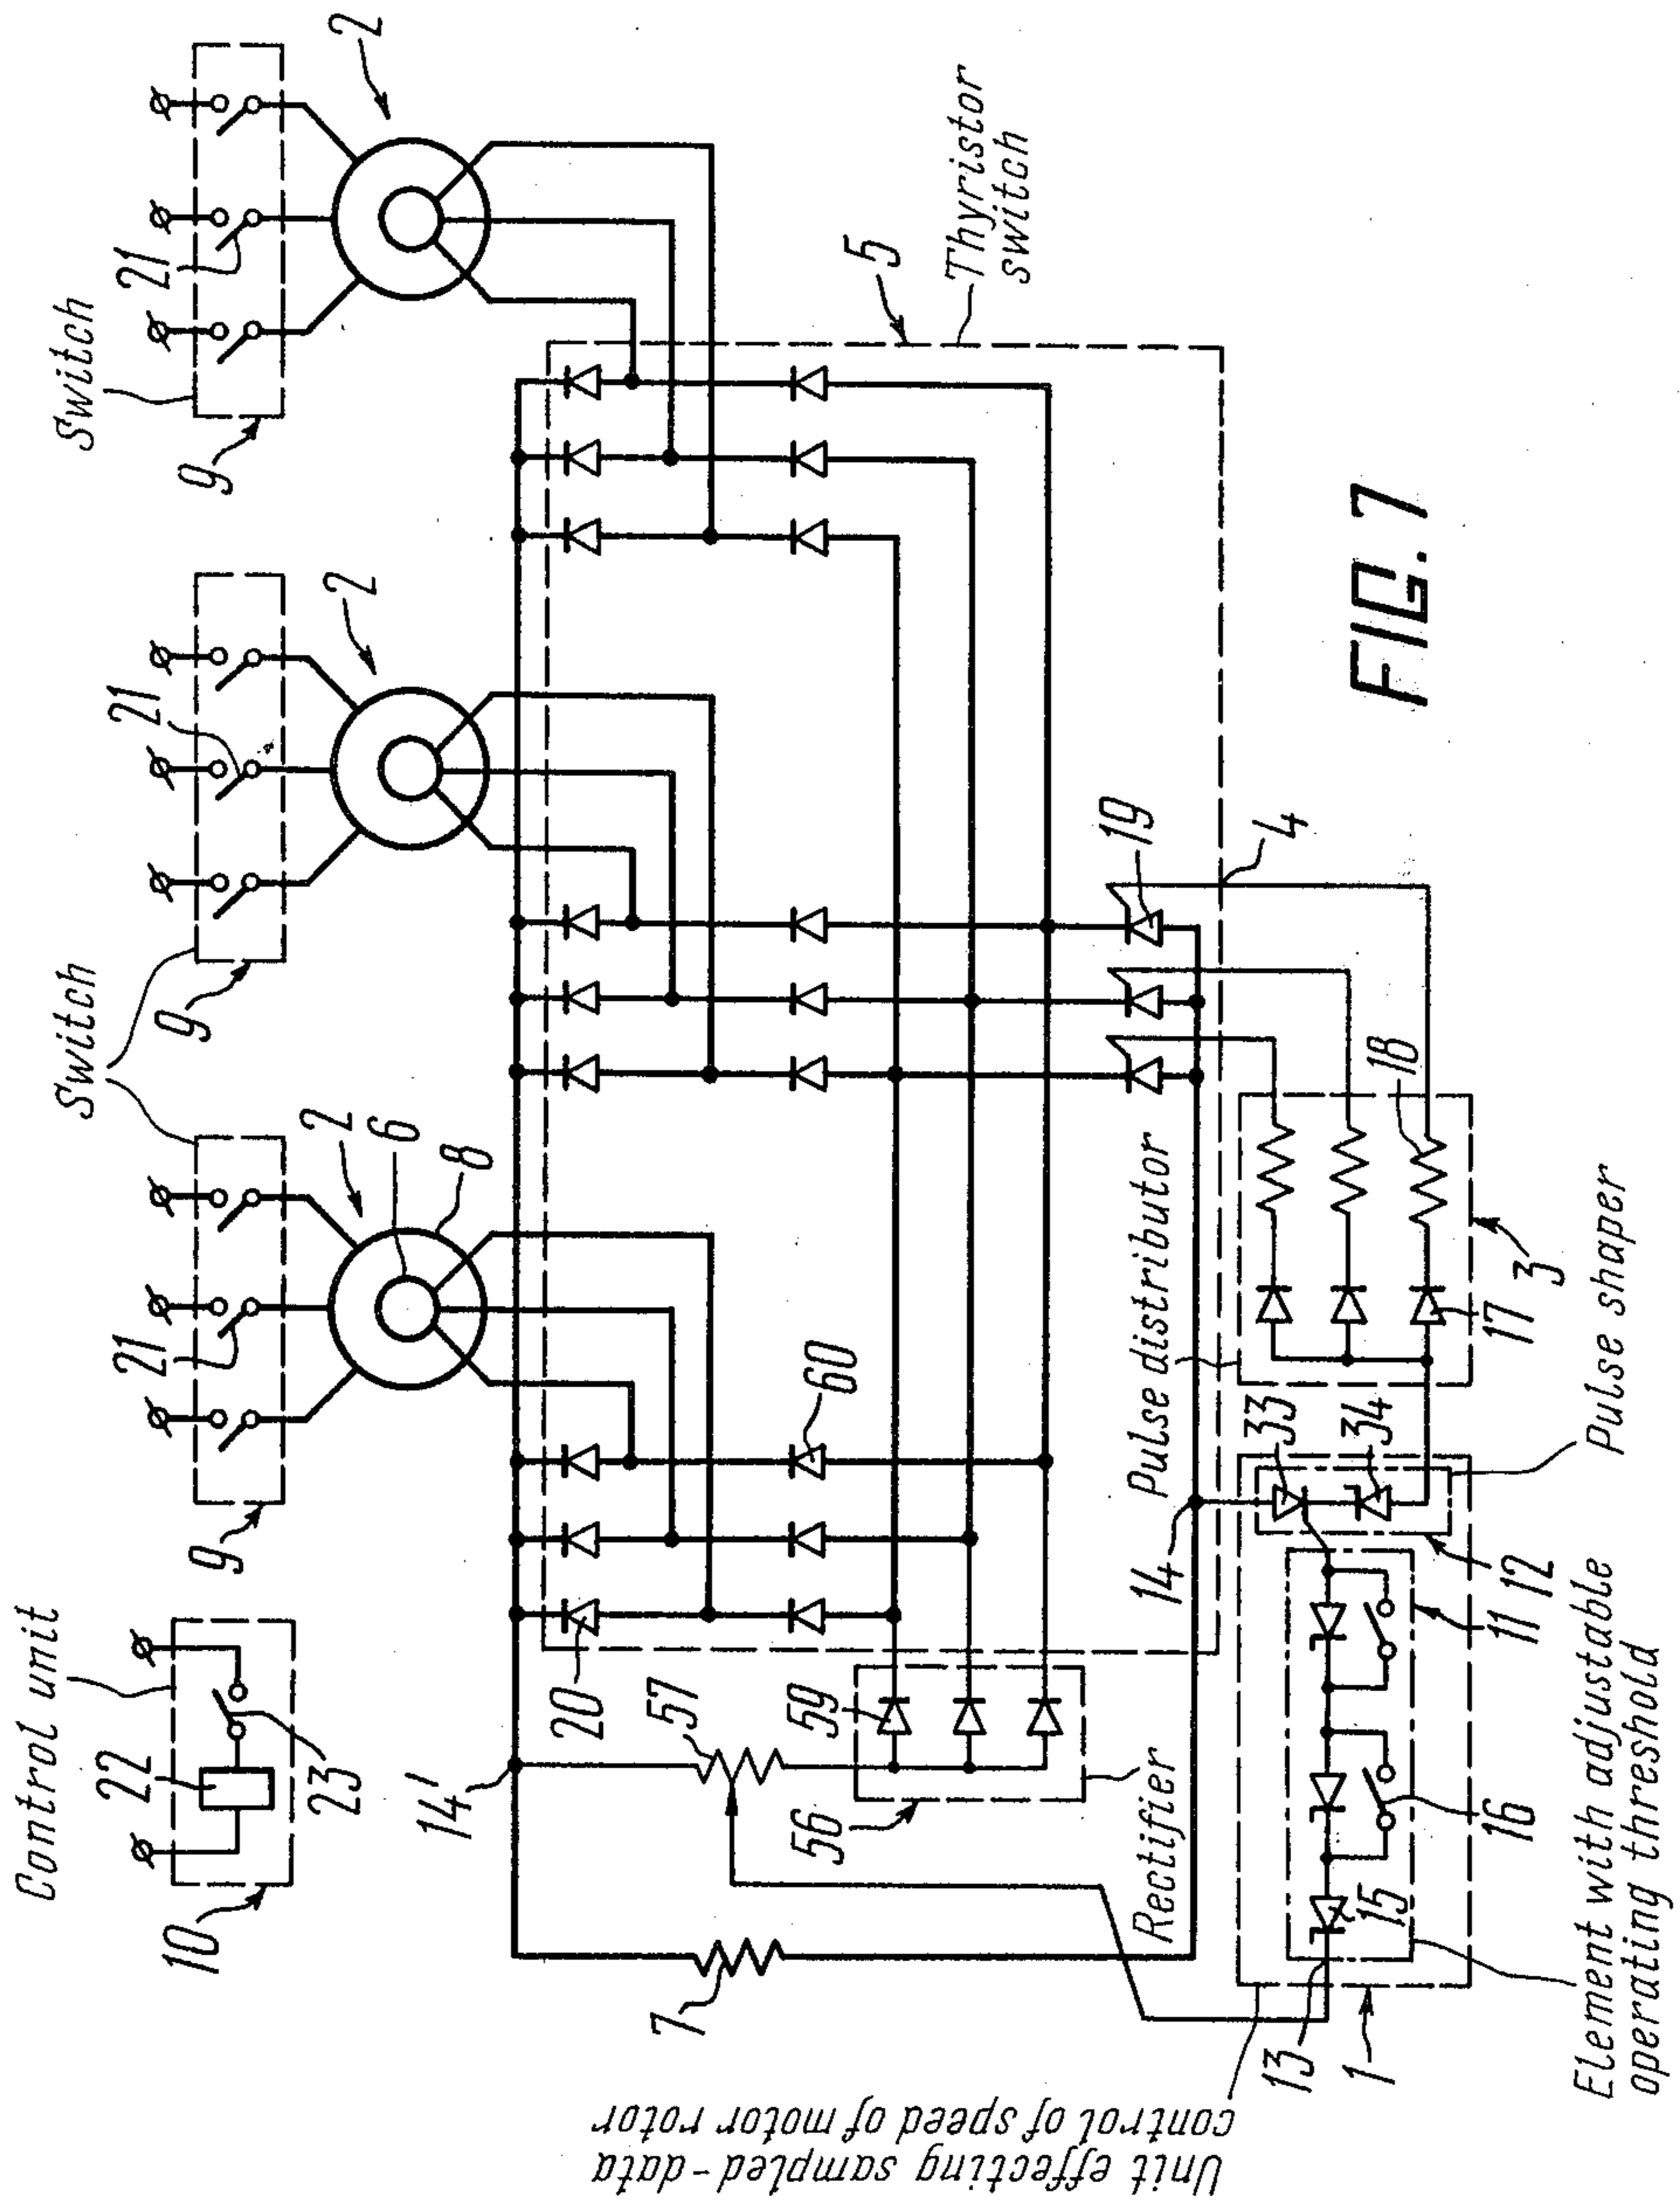 Control unit
Switch
Switch
10
22
23
9
21
2
6
8
9
21
2
9
21
2
14'
20
57
60
59
56
Rectifier
7
5
Thyristor
switch
19
4
14
Pulse distributor
18
3
17
33
34
Pulse shaper
12
11
16
15
13
1
Element with adjustable
operating threshold
Unit effecting sampled-data
control of speed of motor rotor
FIG. 7